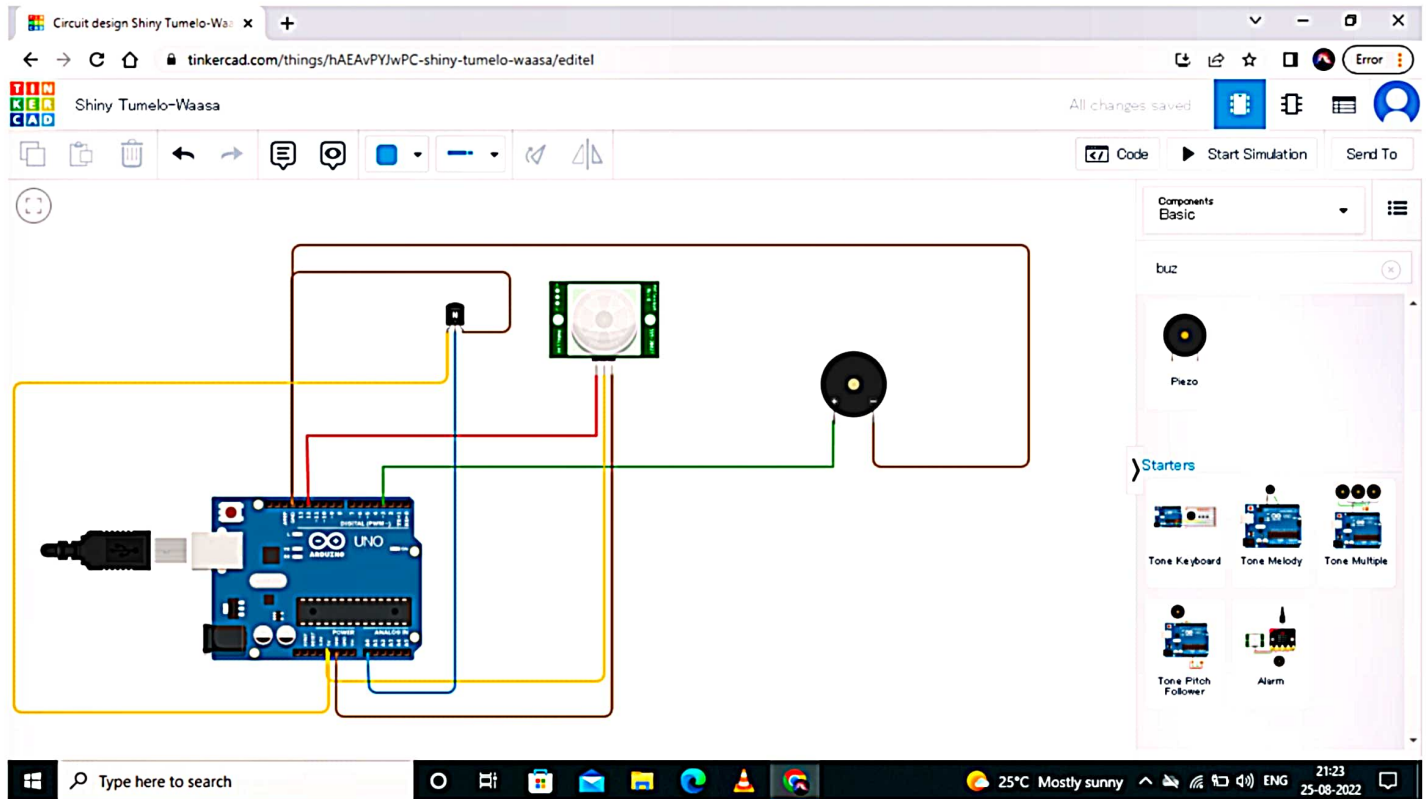 Circuit design Shiny Tumelo-Waa
tinkercad.com/things/hAEAvPYJwPC-shiny-tumelo-waasa/editel
Error
TIN
KER
CAD
Shiny Tumelo-Waasa
All changes saved
Code
Start Simulation
Send To
Components
Basic
buz
Piezo
Starters
Tone Keyboard
Tone Melody
Tone Multiple
Tone Pitch
Follower
Alarm
N
+
−
DIGITAL (PWM~)
UNO
ARDUINO
POWER
ANALOG IN
Type here to search
25°C Mostly sunny
ENG
21:23
25-08-2022